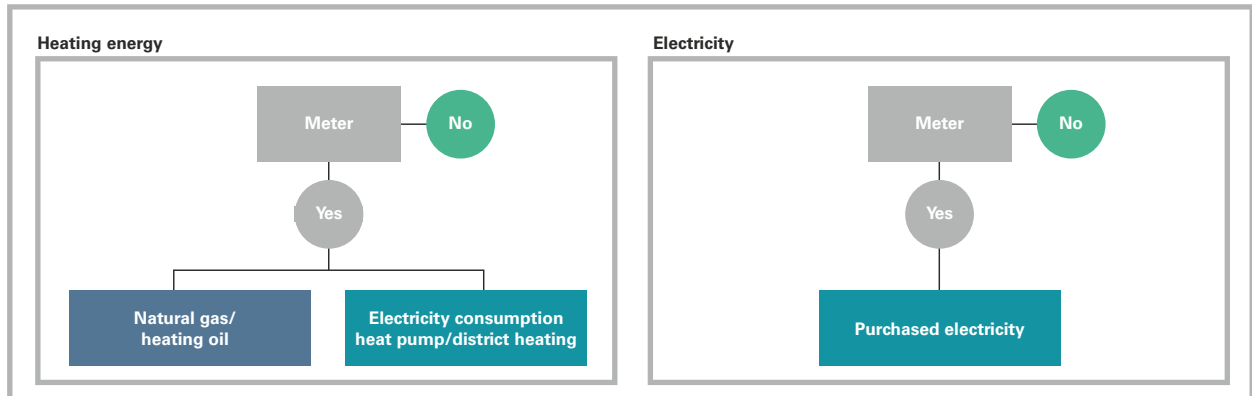 Heating energy
Meter
No
Yes
Natural gas/
heating oil
Electricity consumption
heat pump/district heating
Electricity
Meter
No
Yes
Purchased electricity